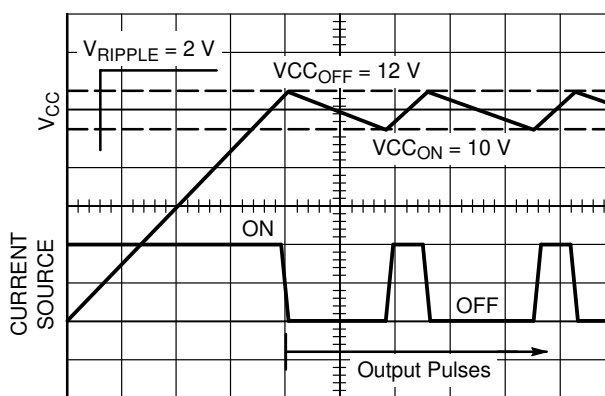 V_RIPPLE = 2 V
VCC_OFF = 12 V
V_CC
VCC_ON = 10 V
ON
CURRENT
SOURCE
OFF
Output Pulses